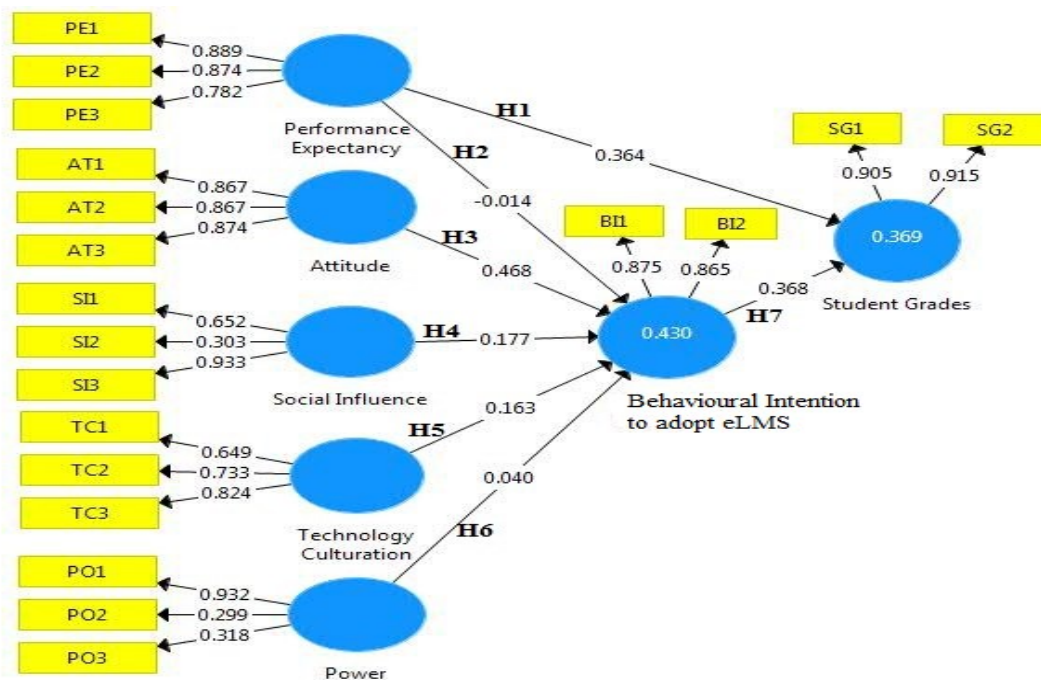 PE1
0.889
PE2
0.874
PE3
0.782
Performance
Expectancy
H1
0.364
H2
-0.014
SG1
SG2
0.905
0.915
0.369
Student Grades
AT1
0.867
AT2
0.867
AT3
0.874
Attitude
H3
0.468
BI1
BI2
0.875
0.865
0.368
H7
0.430
Behavioural Intention
to adopt eLMS
SI1
0.652
SI2
0.303
SI3
0.933
Social Influence
H4
0.177
TC1
0.649
TC2
0.733
TC3
0.824
Technology
Culturation
H5
0.163
PO1
0.932
PO2
0.299
PO3
0.318
Power
H6
0.040